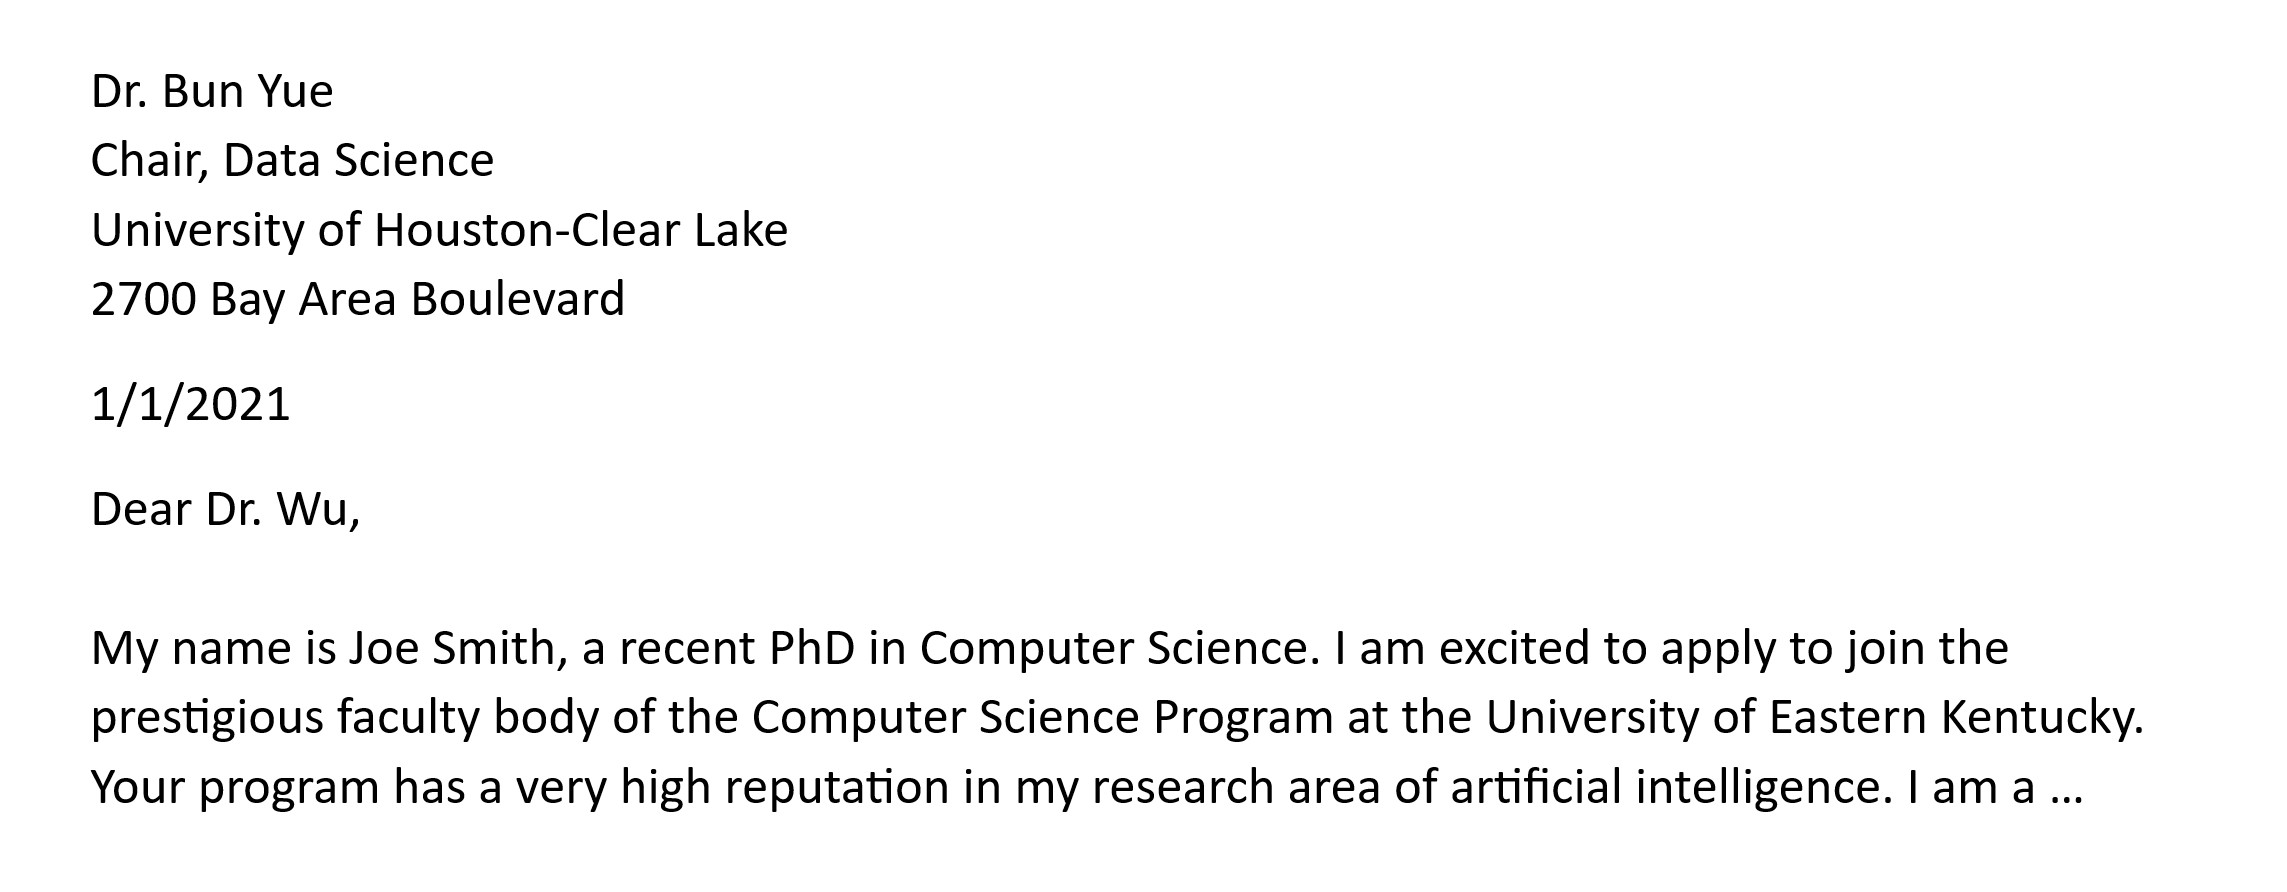 Dr. Bun Yue
Chair, Data Science
University of Houston-Clear Lake
2700 Bay Area Boulevard
1/1/2021
Dear Dr. Wu,
My name is Joe Smith, a recent PhD in Computer Science. I am excited to apply to join the
prestigious faculty body of the Computer Science Program at the University of Eastern Kentucky.
Your program has a very high reputation in my research area of artificial intelligence. I am a ...